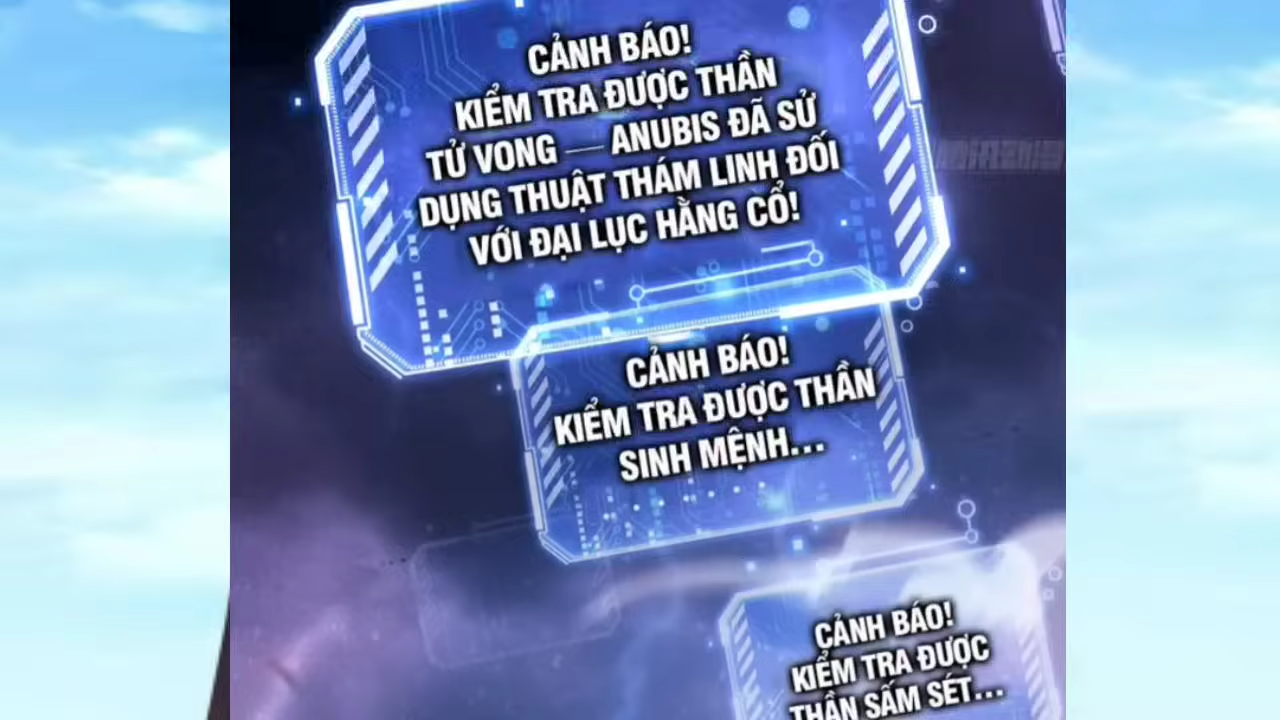 CẢNH BÁO!
KIỂM TRA ĐƯỢC THẦN
TỬ VONG — ANUBIS ĐÃ SỬ
DỤNG THUẬT THÁM LINH ĐỐI
VỚI ĐẠI LỤC HẰNG CỔ!
CẢNH BÁO!
KIỂM TRA ĐƯỢC THẦN
SINH MỆNH...
CẢNH BÁO!
KIỂM TRA ĐƯỢC
THẦN SẤM SÉT...